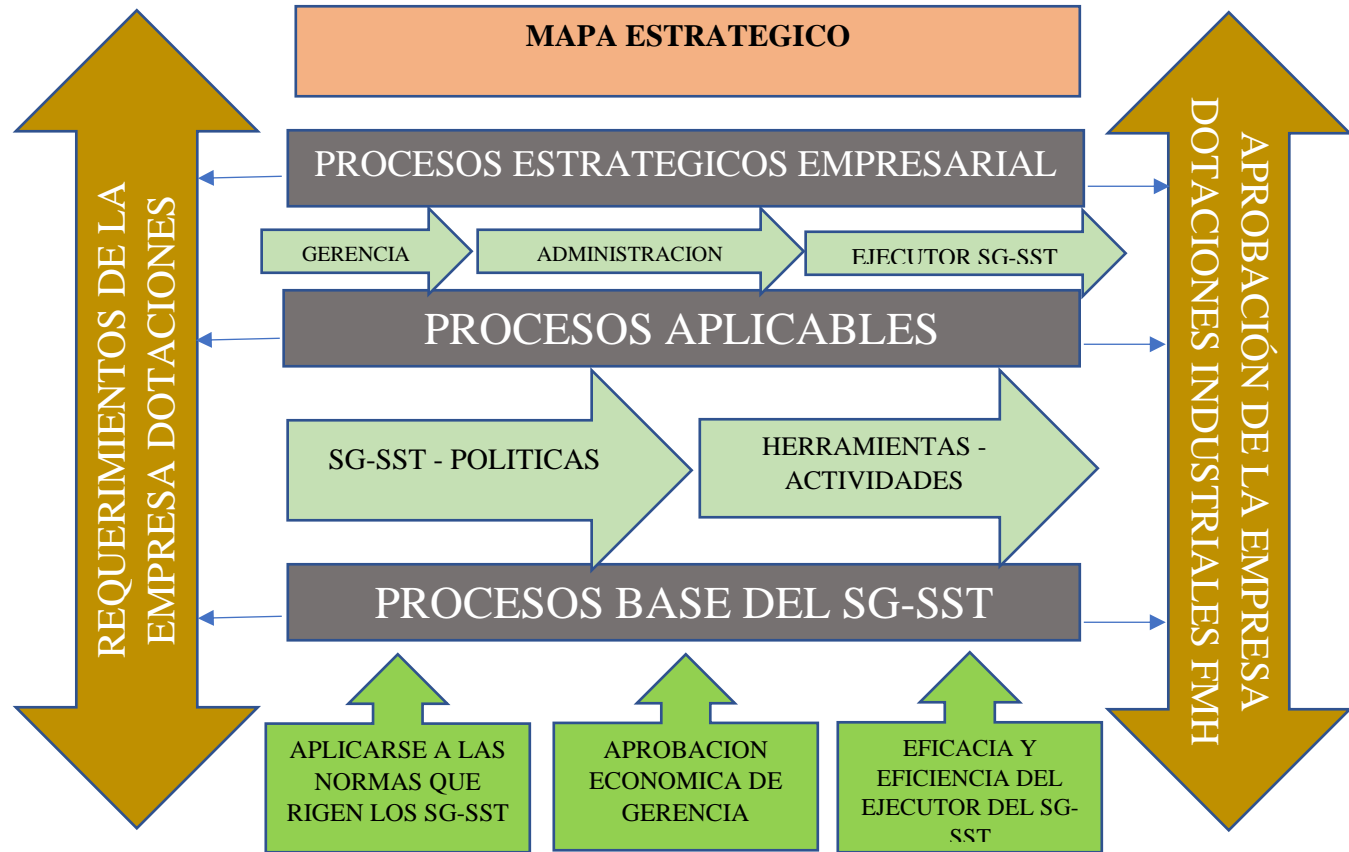 MAPA ESTRATEGICO
REQUERIMIENTOS DE LA
EMPRESA DOTACIONES
PROCESOS ESTRATEGICOS EMPRESARIAL
GERENCIA
ADMINISTRACION
EJECUTOR SG-SST
PROCESOS APLICABLES
SG-SST - POLITICAS
HERRAMIENTAS -
ACTIVIDADES
PROCESOS BASE DEL SG-SST
APLICARSE A LAS
NORMAS QUE
RIGEN LOS SG-SST
APROBACION
ECONOMICA DE
GERENCIA
EFICACIA Y
EFICIENCIA DEL
EJECUTOR DEL SG-
SST
APROBACIÓN DE LA EMPRESA
DOTACIONES INDUSTRIALES FMH